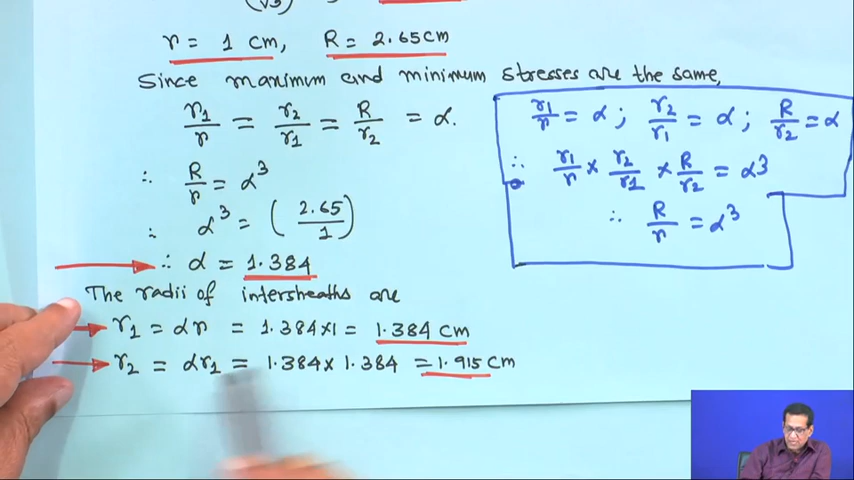 (√3)
r = 1 cm, R = 2.65cm
Since maximum and minimum stresses are the same,
r₁/r = r₂/r₁ = R/r₂ = α.
∴ R/r = α³
∴ α³ = (2.65/1)
∴ α = 1.384
The radii of intersheaths are
r₁ = αr = 1.384×1 = 1.384 cm
r₂ = αr₁ = 1.384× 1.384 = 1.915 cm
r₁/r = α ; r₂/r₁ = α ; R/r₂ = α
∴ r₁/r × r₂/r₁ × R/r₂ = α³
∴ R/r = α³